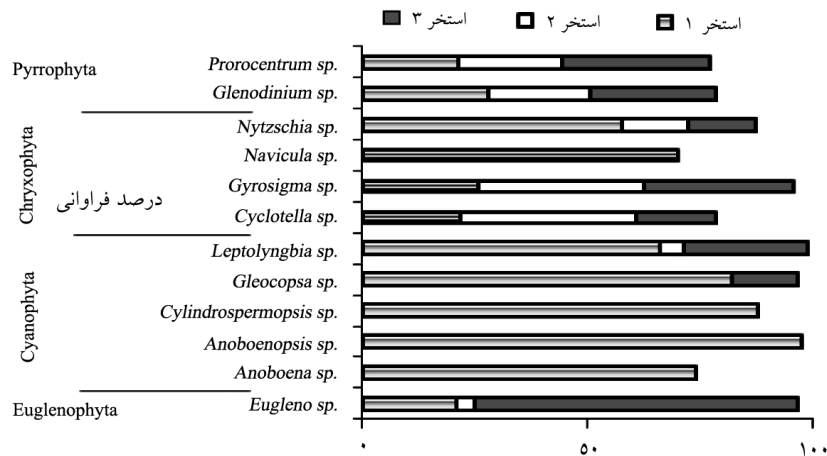 استخر ۱ استخر ۲ استخر ۳
Pyrrophyta
Prorocentrum sp.
Glenodinium sp.
Chryxophyta
Nytzschia sp.
Navicula sp.
Gyrosigma sp.
درصد فراوانی
Cyclotella sp.
Cyanophyta
Leptolyngbia sp.
Gleocopsa sp.
Cylindrospermopsis sp.
Anoboenopsis sp.
Anoboena sp.
Euglenophyta
Eugleno sp.
۰ ۵۰ ۱۰۰